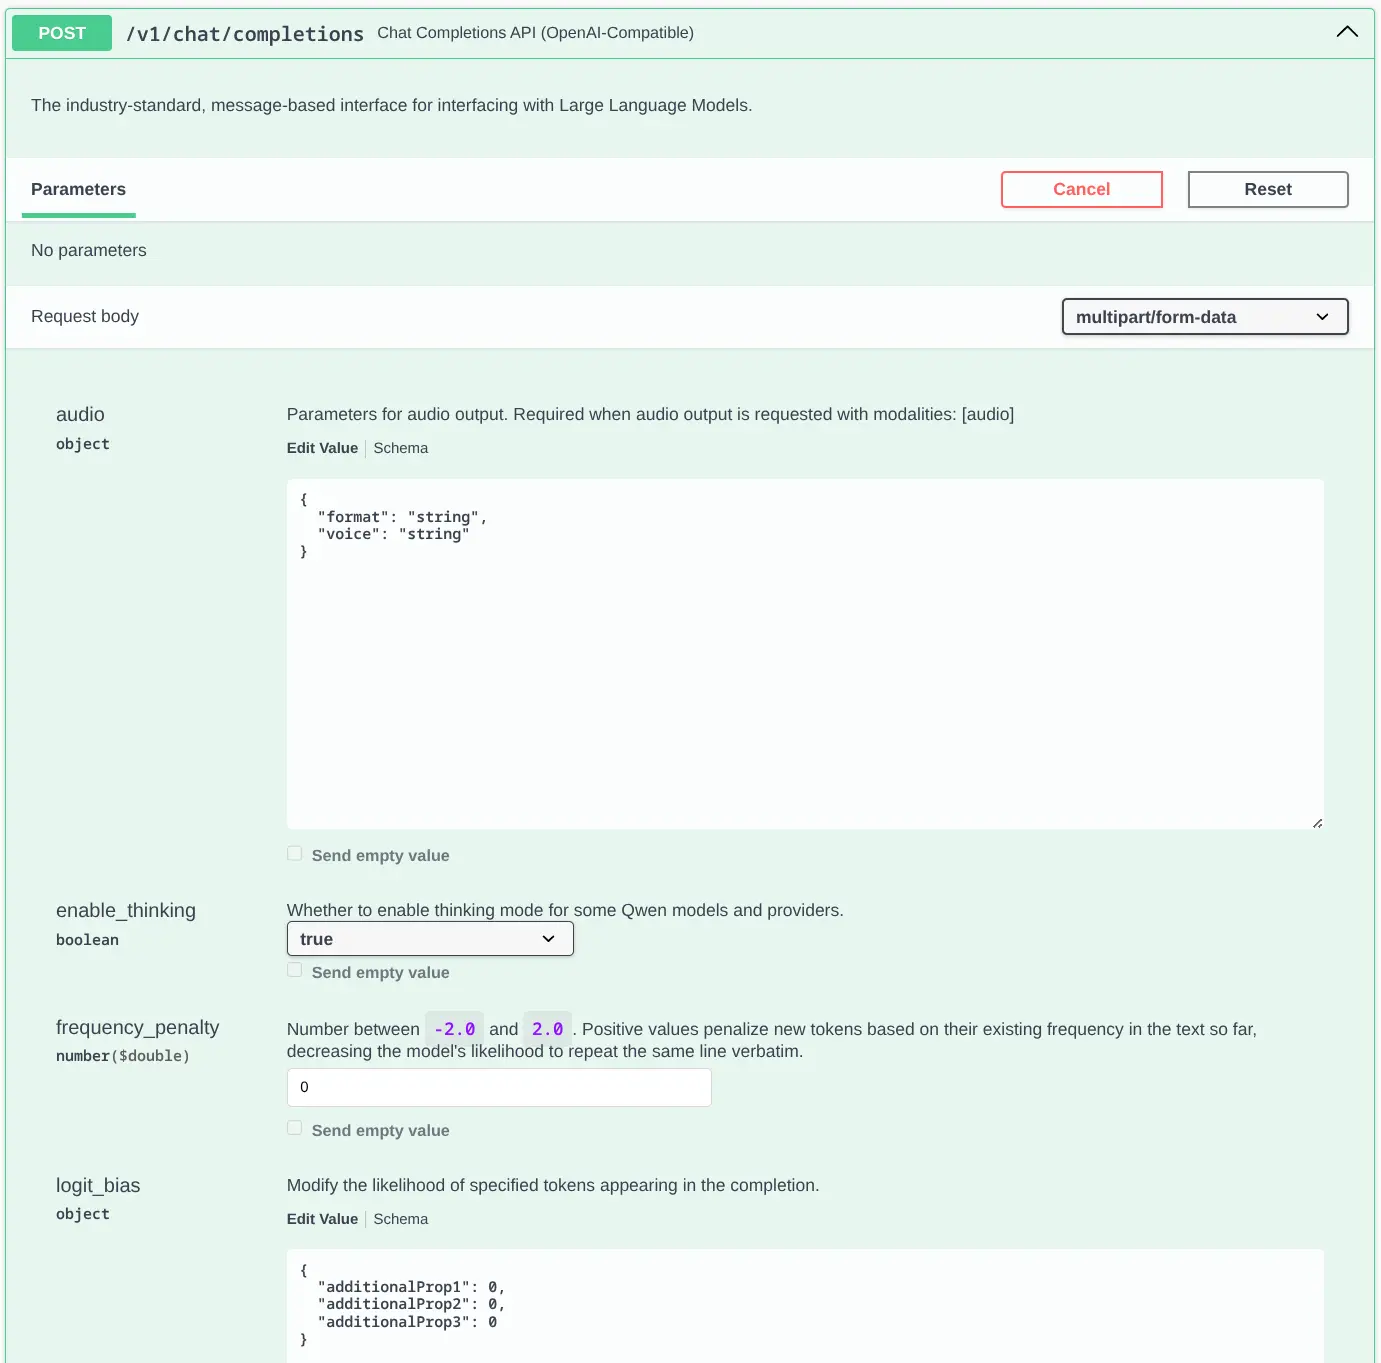 POST /v1/chat/completions Chat Completions API (OpenAI-Compatible)
The industry-standard, message-based interface for interfacing with Large Language Models.
Parameters
Cancel
Reset
No parameters
Request body
multipart/form-data
audio
object
Parameters for audio output. Required when audio output is requested with modalities: [audio]
Edit Value Schema
{
  "format": "string",
  "voice": "string"
}
Send empty value
enable_thinking
boolean
Whether to enable thinking mode for some Qwen models and providers.
true
Send empty value
frequency_penalty
number($double)
Number between -2.0 and 2.0. Positive values penalize new tokens based on their existing frequency in the text so far,
decreasing the model's likelihood to repeat the same line verbatim.
0
Send empty value
logit_bias
object
Modify the likelihood of specified tokens appearing in the completion.
Edit Value Schema
{
  "additionalProp1": 0,
  "additionalProp2": 0,
  "additionalProp3": 0
}